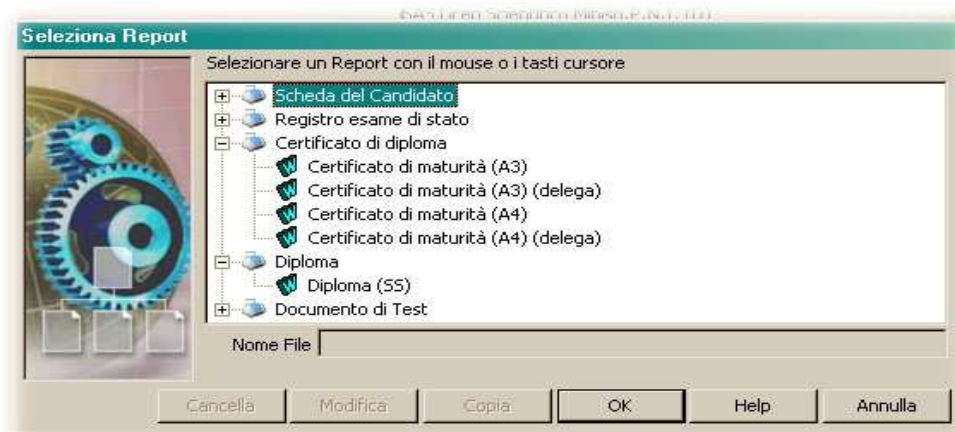 Seleziona Report
Selezionare un Report con il mouse o i tasti cursore
Scheda del Candidato
Registro esame di stato
Certificato di diploma
Certificato di maturità (A3)
Certificato di maturità (A3) (delega)
Certificato di maturità (A4)
Certificato di maturità (A4) (delega)
Diploma
Diploma (SS)
Documento di Test
Nome File
Cancella Modifica Copia OK Help Annulla